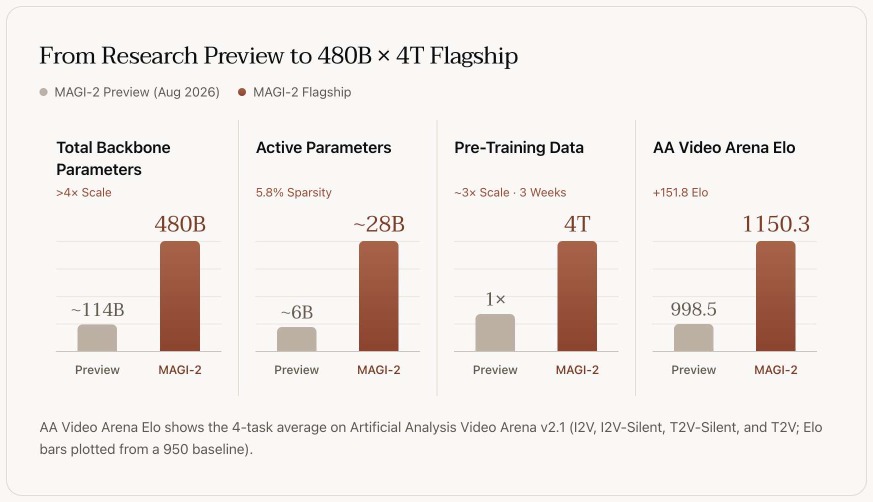 From Research Preview to 480B × 4T Flagship
MAGI-2 Preview (Aug 2026) MAGI-2 Flagship
Total Backbone
Parameters
>4× Scale
480B
~114B
Preview MAGI-2
Active Parameters
5.8% Sparsity
~28B
~6B
Preview MAGI-2
Pre-Training Data
~3× Scale · 3 Weeks
4T
1×
Preview MAGI-2
AA Video Arena Elo
+151.8 Elo
1150.3
998.5
Preview MAGI-2
AA Video Arena Elo shows the 4-task average on Artificial Analysis Video Arena v2.1 (I2V, I2V-Silent, T2V-Silent, and T2V; Elo
bars plotted from a 950 baseline).